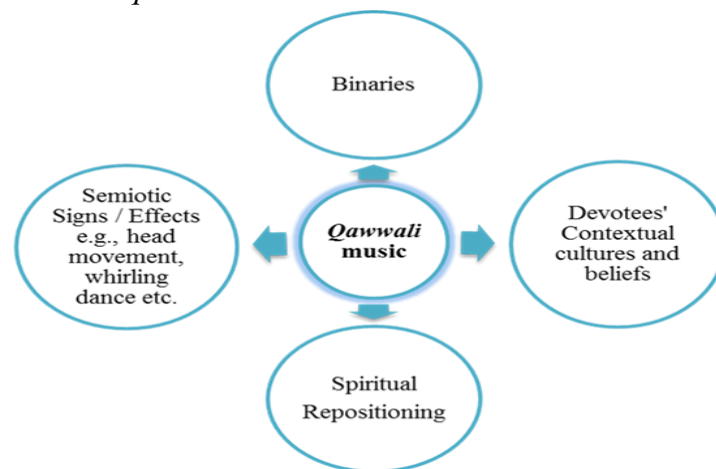 Binaries
Semiotic
Signs / Effects
e.g., head
movement,
whirling
dance etc.
Qawwali
music
Devotees'
Contextual
cultures and
beliefs
Spiritual
Repositioning